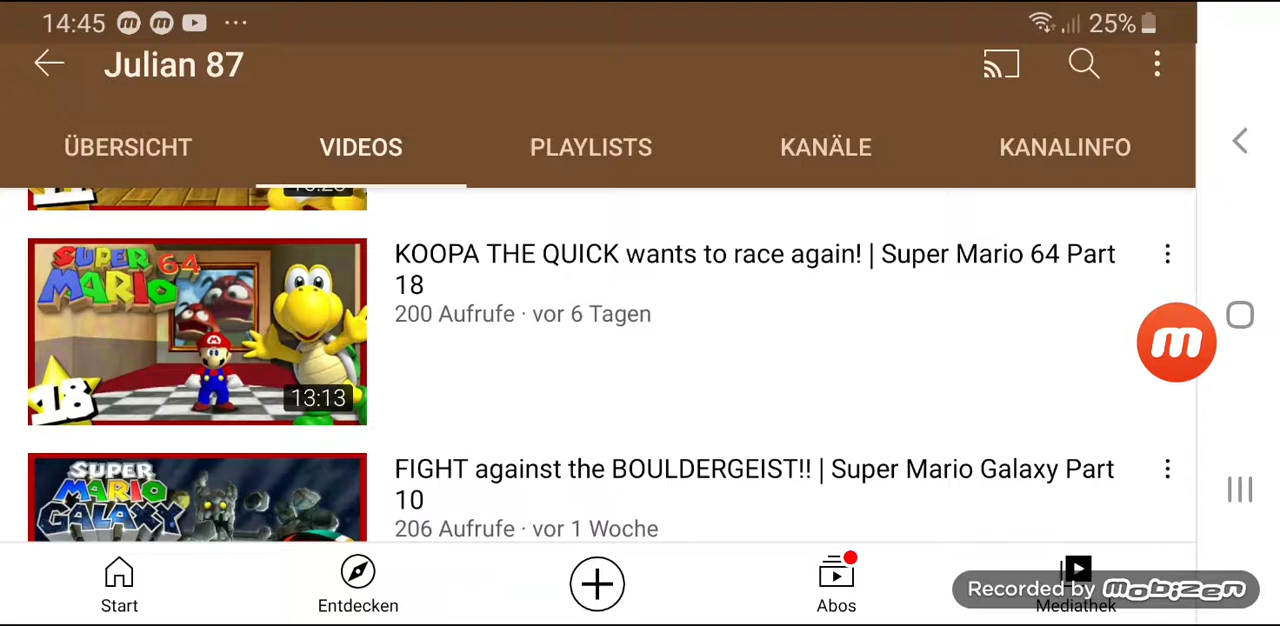 14:45 25%
Julian 87
ÜBERSICHT VIDEOS PLAYLISTS KANÄLE KANALINFO
SUPER
MARIO 64
18
13:13
KOOPA THE QUICK wants to race again! | Super Mario 64 Part
18
200 Aufrufe · vor 6 Tagen
SUPER
MARIO
GALAXY
FIGHT against the BOULDERGEIST!! | Super Mario Galaxy Part
10
206 Aufrufe · vor 1 Woche
Start Entdecken Abos Mediathek
Recorded by mobizen